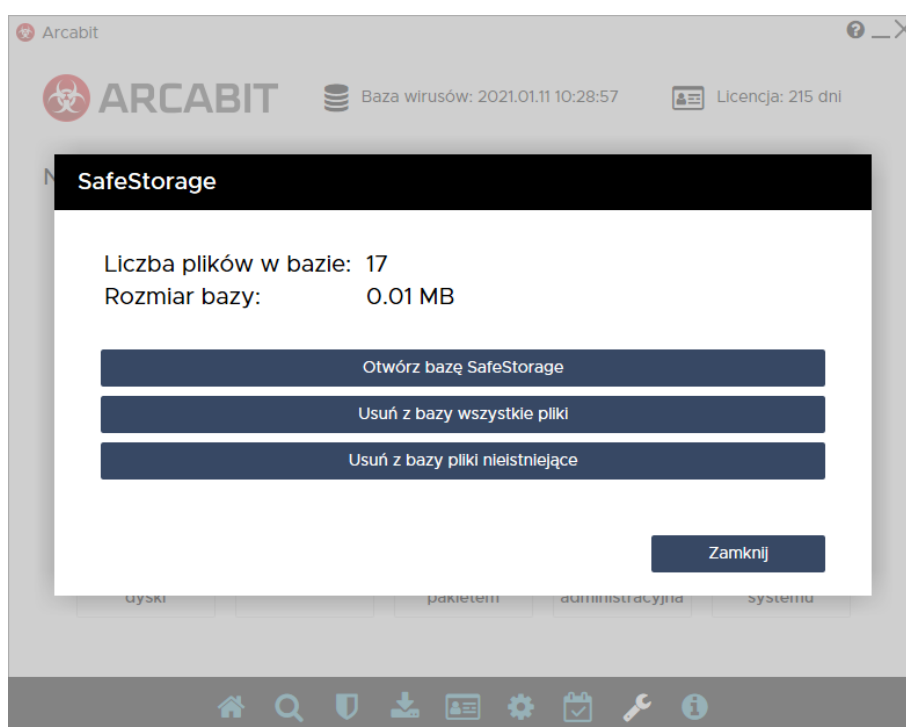 Arcabit
ARCABIT
Baza wirusów: 2021.01.11 10:28:57
Licencja: 215 dni
N
SafeStorage
Liczba plików w bazie: 17
Rozmiar bazy: 0.01 MB
Otwórz bazę SafeStorage
Usuń z bazy wszystkie pliki
Usuń z bazy pliki nieistniejące
Zamknij
dyski pakietem administracyjna systemu